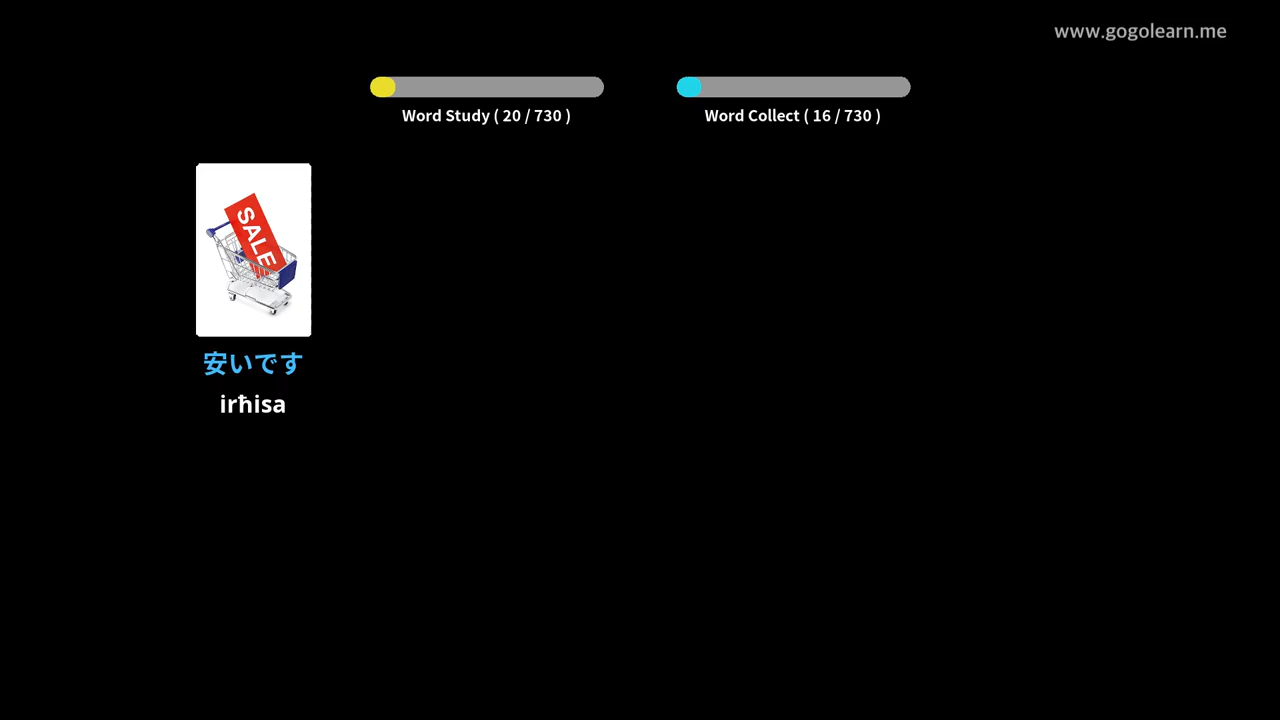 www.gogolearn.me
Word Study ( 20 / 730 )
Word Collect ( 16 / 730 )
SALE
安いです
irħisa